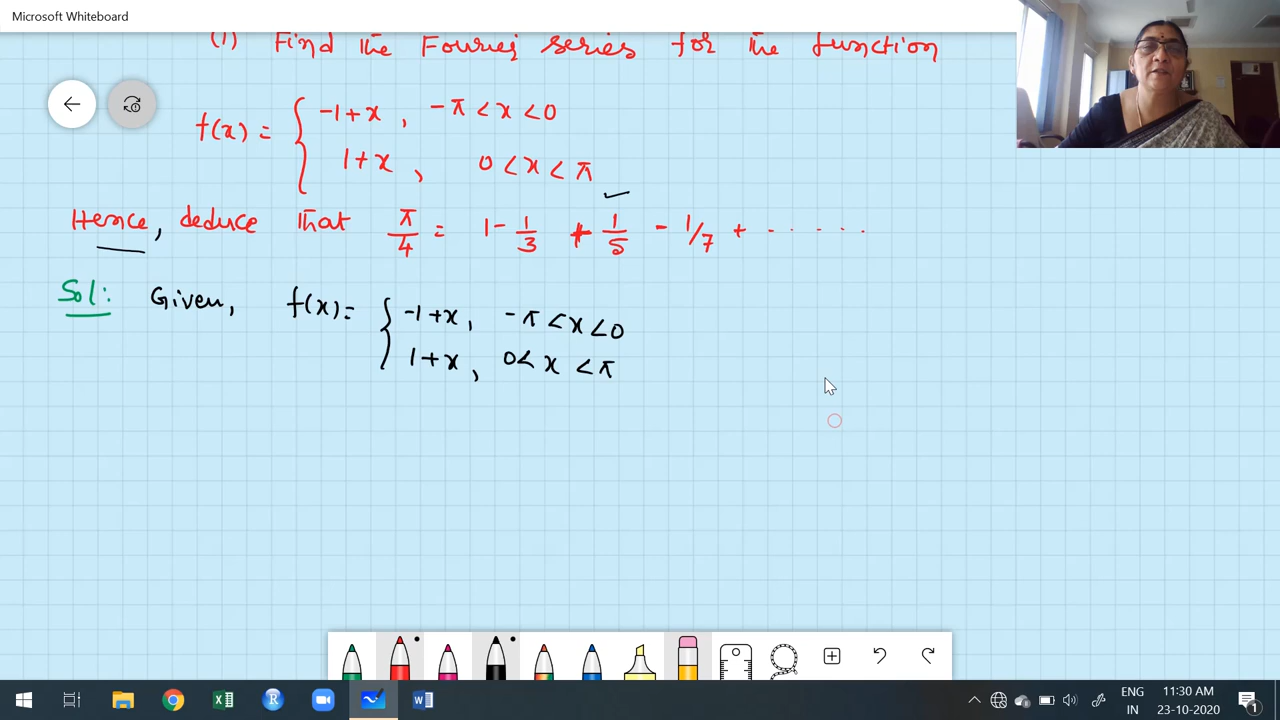 Microsoft Whiteboard
(1) Find the Fourier series for the function
f(x) = { -1+x , -π < x < 0
1+x , 0 < x < π
Hence, deduce that π/4 = 1 - 1/3 + 1/5 - 1/7 + ......
Sol: Given, f(x) = { -1+x, -π < x < 0
1+x, 0 < x < π
ENG
IN
11:30 AM
23-10-2020
1